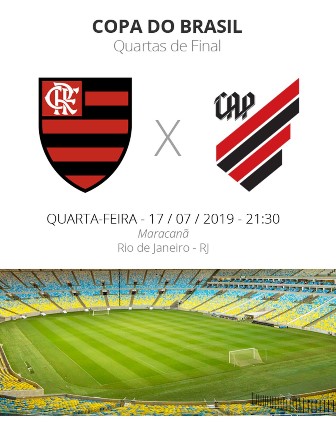 COPA DO BRASIL
Quartas de Final
CRF
X
CAP
QUARTA-FEIRA - 17 / 07 / 2019 - 21:30
Maracanã
Rio de Janeiro - RJ